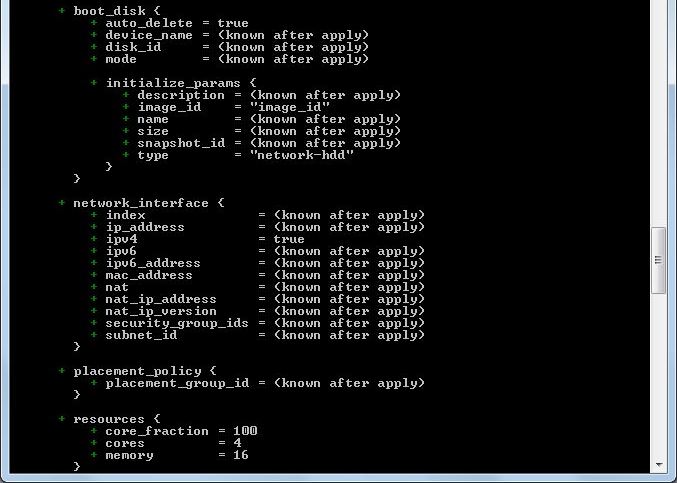 + boot_disk {
+ auto_delete = true
+ device_name = (known after apply)
+ disk_id = (known after apply)
+ mode = (known after apply)
+ initialize_params {
+ description = (known after apply)
+ image_id = "image_id"
+ name = (known after apply)
+ size = (known after apply)
+ snapshot_id = (known after apply)
+ type = "network-hdd"
}
}
+ network_interface {
+ index = (known after apply)
+ ip_address = (known after apply)
+ ipv4 = true
+ ipv6 = (known after apply)
+ ipv6_address = (known after apply)
+ mac_address = (known after apply)
+ nat = (known after apply)
+ nat_ip_address = (known after apply)
+ nat_ip_version = (known after apply)
+ security_group_ids = (known after apply)
+ subnet_id = (known after apply)
}
+ placement_policy {
+ placement_group_id = (known after apply)
}
+ resources {
+ core_fraction = 100
+ cores = 4
+ memory = 16
}